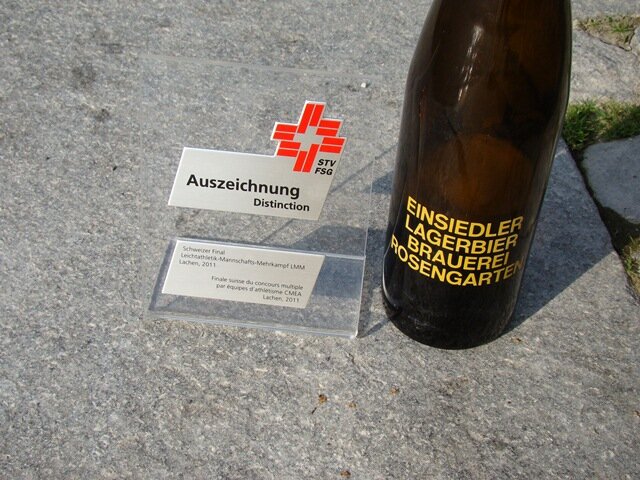 STV
FSG
Auszeichnung
Distinction
Schweizer Final
Leichtathletik-Mannschafts-Mehrkampf LMM
Lachen, 2011
Finale suisse du concours multiple
par équipes d'athlétisme CMEA
Lachen, 2011
EINSIEDLER
LAGERBIER
BRAUEREI
ROSENGARTEN